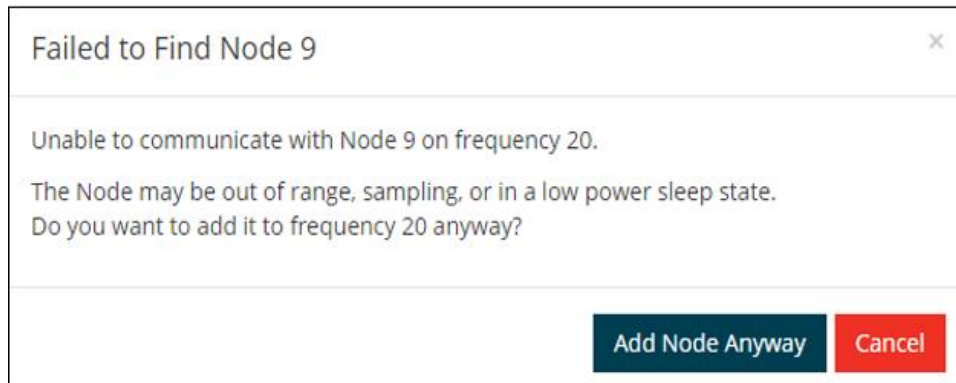 Failed to Find Node 9
×
Unable to communicate with Node 9 on frequency 20.
The Node may be out of range, sampling, or in a low power sleep state.
Do you want to add it to frequency 20 anyway?
Add Node Anyway
Cancel